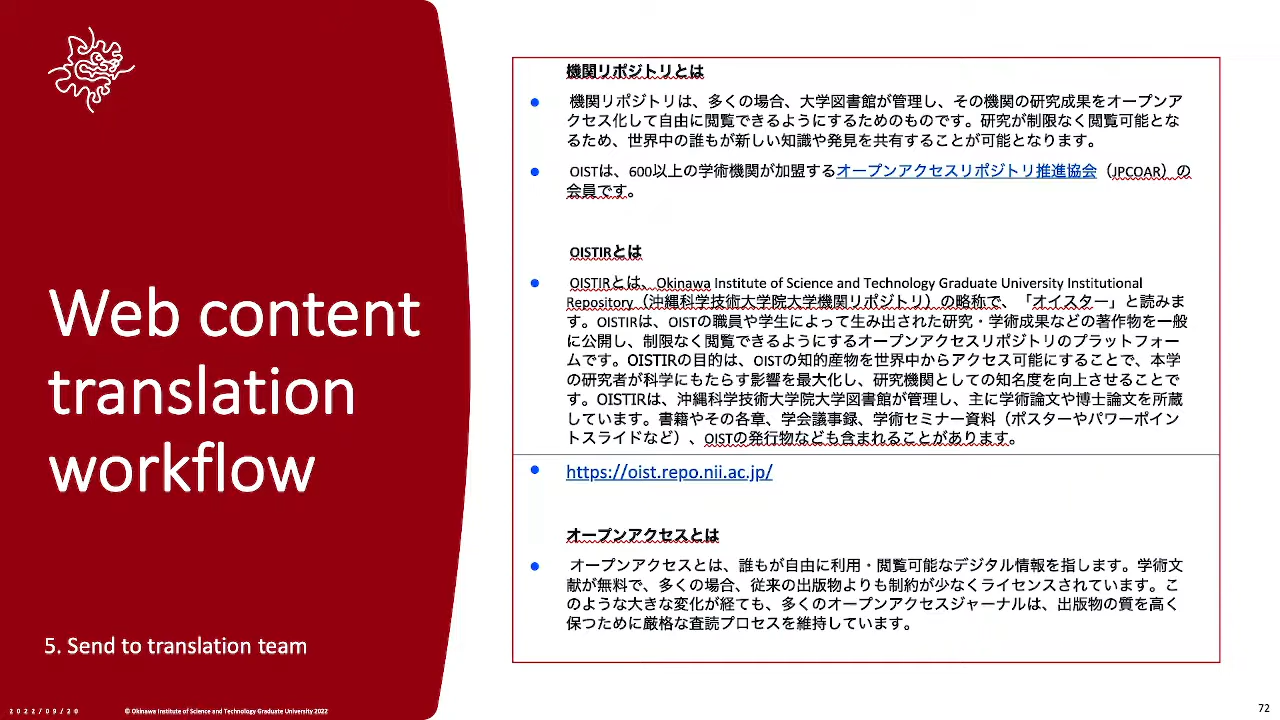 Web content
translation
workflow
5. Send to translation team
2022/09/20
© Okinawa Institute of Science and Technology Graduate University 2022
機関リポジトリとは
● 機関リポジトリは、多くの場合、大学図書館が管理し、その機関の研究成果をオープンア
クセス化して自由に閲覧できるようにするためのものです。研究が制限なく閲覧可能とな
るため、世界中の誰もが新しい知識や発見を共有することが可能となります。
● OISTは、600以上の学術機関が加盟するオープンアクセスリポジトリ推進協会（JPCOAR）の
会員です。
OISTIRとは
● OISTIRとは、Okinawa Institute of Science and Technology Graduate University Institutional
Repository（沖縄科学技術大学院大学機関リポジトリ）の略称で、「オイスター」と読みま
す。OISTIRは、OISTの職員や学生によって生み出された研究・学術成果などの著作物を一般
に公開し、制限なく閲覧できるようにするオープンアクセスリポジトリのプラットフォー
ムです。OISTIRの目的は、OISTの知的産物を世界中からアクセス可能にすることで、本学
の研究者が科学にもたらす影響を最大化し、研究機関としての知名度を向上させることで
す。OISTIRは、沖縄科学技術大学院大学図書館が管理し、主に学術論文や博士論文を所蔵
しています。書籍やその各章、学会議事録、学術セミナー資料（ポスターやパワーポイン
トスライドなど）、OISTの発行物なども含まれることがあります。
● https://oist.repo.nii.ac.jp/
オープンアクセスとは
● オープンアクセスとは、誰もが自由に利用・閲覧可能なデジタル情報を指します。学術文
献が無料で、多くの場合、従来の出版物よりも制約が少なくライセンスされています。こ
のような大きな変化が経ても、多くのオープンアクセスジャーナルは、出版物の質を高く
保つために厳格な査読プロセスを維持しています。
72